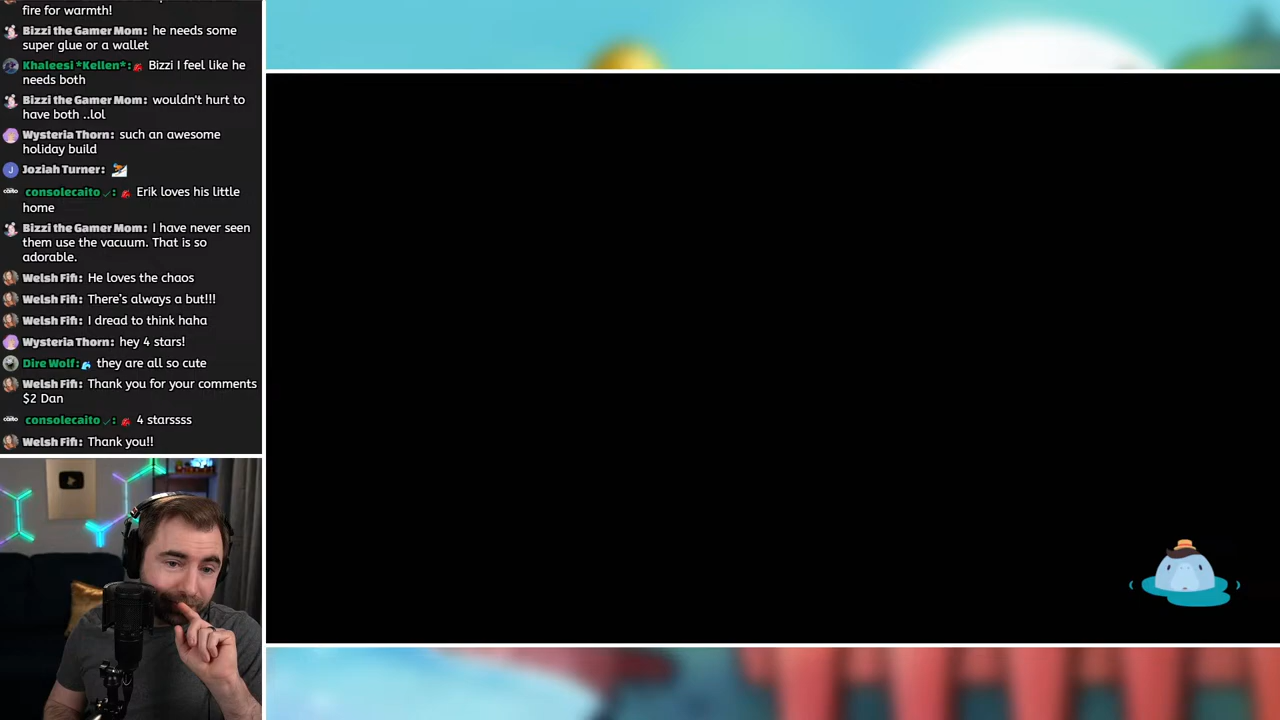 fire for warmth!
Bizzi the Gamer Mom: he needs some
super glue or a wallet
Khaleesi *Kellen*: Bizzi I feel like he
needs both
Bizzi the Gamer Mom: wouldn't hurt to
have both ..lol
Wysteria Thorn: such an awesome
holiday build
J Joziah Turner:
caito consolecaito: Erik loves his little
home
Bizzi the Gamer Mom: I have never seen
them use the vacuum. That is so
adorable.
Welsh Fifi: He loves the chaos
Welsh Fifi: There's always a but!!!
Welsh Fifi: I dread to think haha
Wysteria Thorn: hey 4 stars!
Dire Wolf: they are all so cute
Welsh Fifi: Thank you for your comments
$2 Dan
caito consolecaito: 4 starssss
Welsh Fifi: Thank you!!